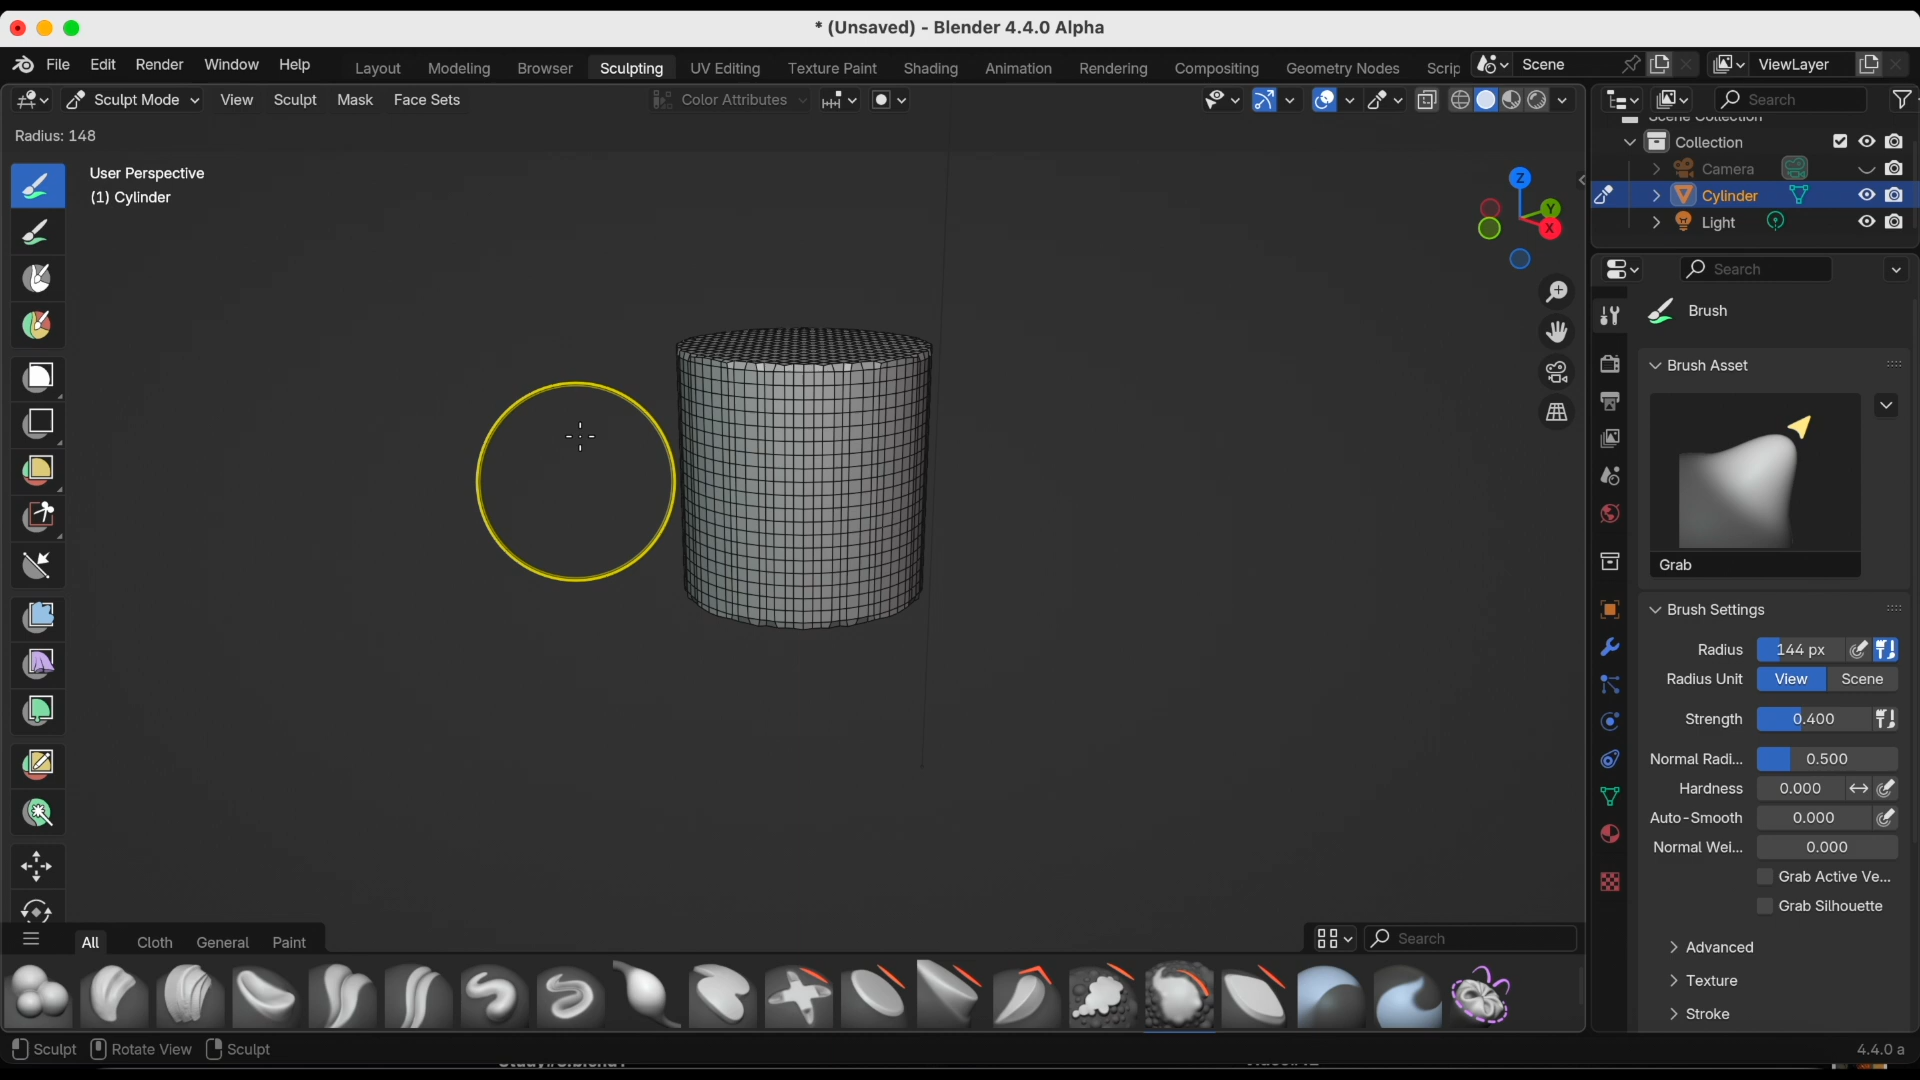 * (Unsaved) - Blender 4.4.0 Alpha
File Edit Render Window Help Layout Modeling Browser Sculpting UV Editing Texture Paint Shading Animation Rendering Compositing Geometry Nodes Scrip Scene ViewLayer
Sculpt Mode View Sculpt Mask Face Sets Color Attributes Search
Radius: 148
User Perspective
(1) Cylinder
Z
Y
X
Scene Collection
Collection
Camera
Cylinder
Light
Search
Brush
Brush Asset
Grab
Brush Settings
Radius 144 px
Radius Unit View Scene
Strength 0.400
Normal Radi... 0.500
Hardness 0.000
Auto-Smooth 0.000
Normal Wei... 0.000
Grab Active Ve...
Grab Silhouette
Advanced
Texture
Stroke
All Cloth General Paint Search
Sculpt Rotate View Sculpt 4.4.0 a